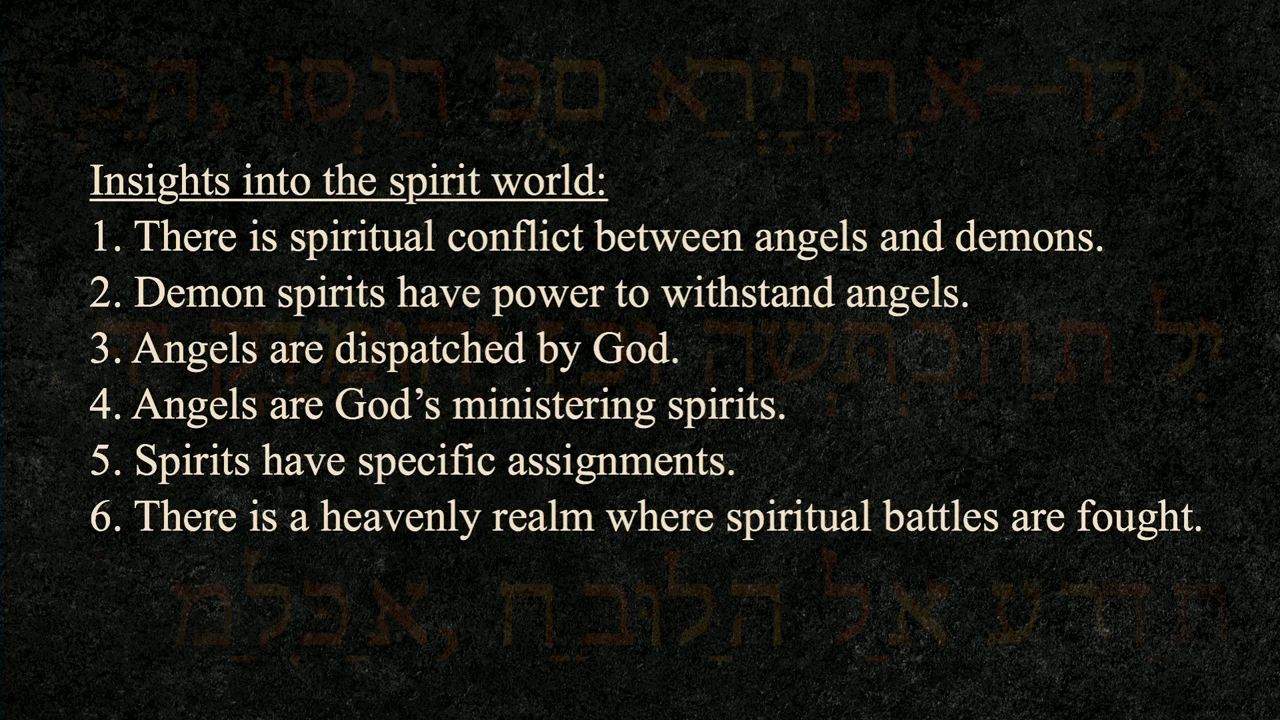 Insights into the spirit world:
1. There is spiritual conflict between angels and demons.
2. Demon spirits have power to withstand angels.
3. Angels are dispatched by God.
4. Angels are God’s ministering spirits.
5. Spirits have specific assignments.
6. There is a heavenly realm where spiritual battles are fought.